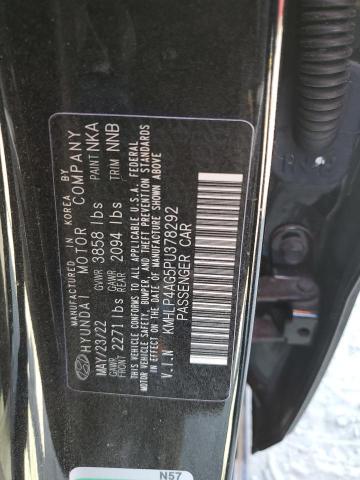 MANUFACTURED IN KOREA BY
HYUNDAI MOTOR COMPANY
MAY/23/22 GVWR 3858 lbs PAINT NKA
GAWR FRONT 2271 lbs GAWR REAR 2094 lbs TRIM NNB
THIS VEHICLE CONFORMS TO ALL APPLICABLE U.S.A. FEDERAL
MOTOR VEHICLE SAFETY, BUMPER, AND THEFT PREVENTION STANDARDS
IN EFFECT ON THE DATE OF MANUFACTURE SHOWN ABOVE.
V.I.N KMHLP4AG5PU378292
PASSENGER CAR
N57